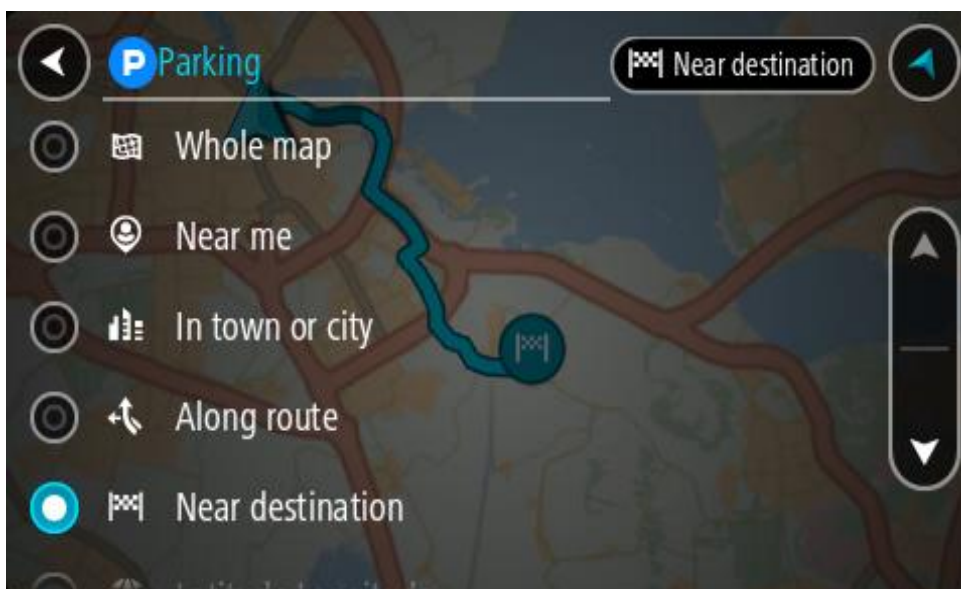 P Parking
Near destination
Whole map
Near me
In town or city
Along route
Near destination